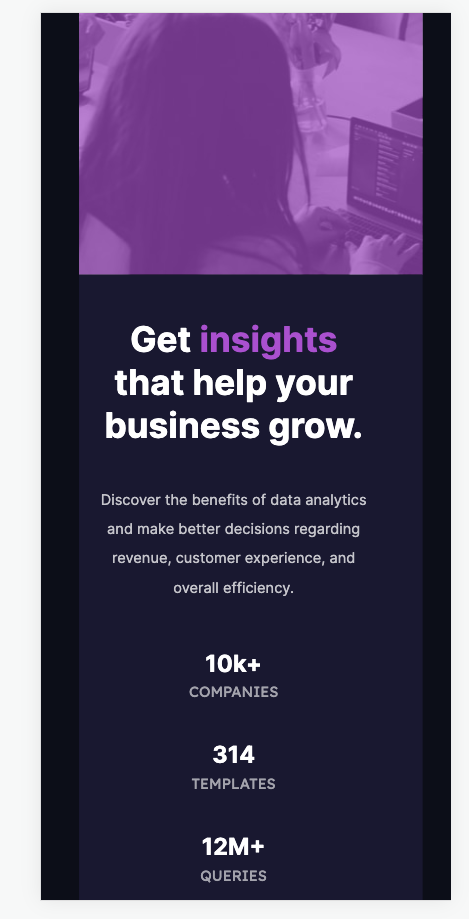 Get insights
that help your
business grow.
Discover the benefits of data analytics
and make better decisions regarding
revenue, customer experience, and
overall efficiency.
10k+
COMPANIES
314
TEMPLATES
12M+
QUERIES